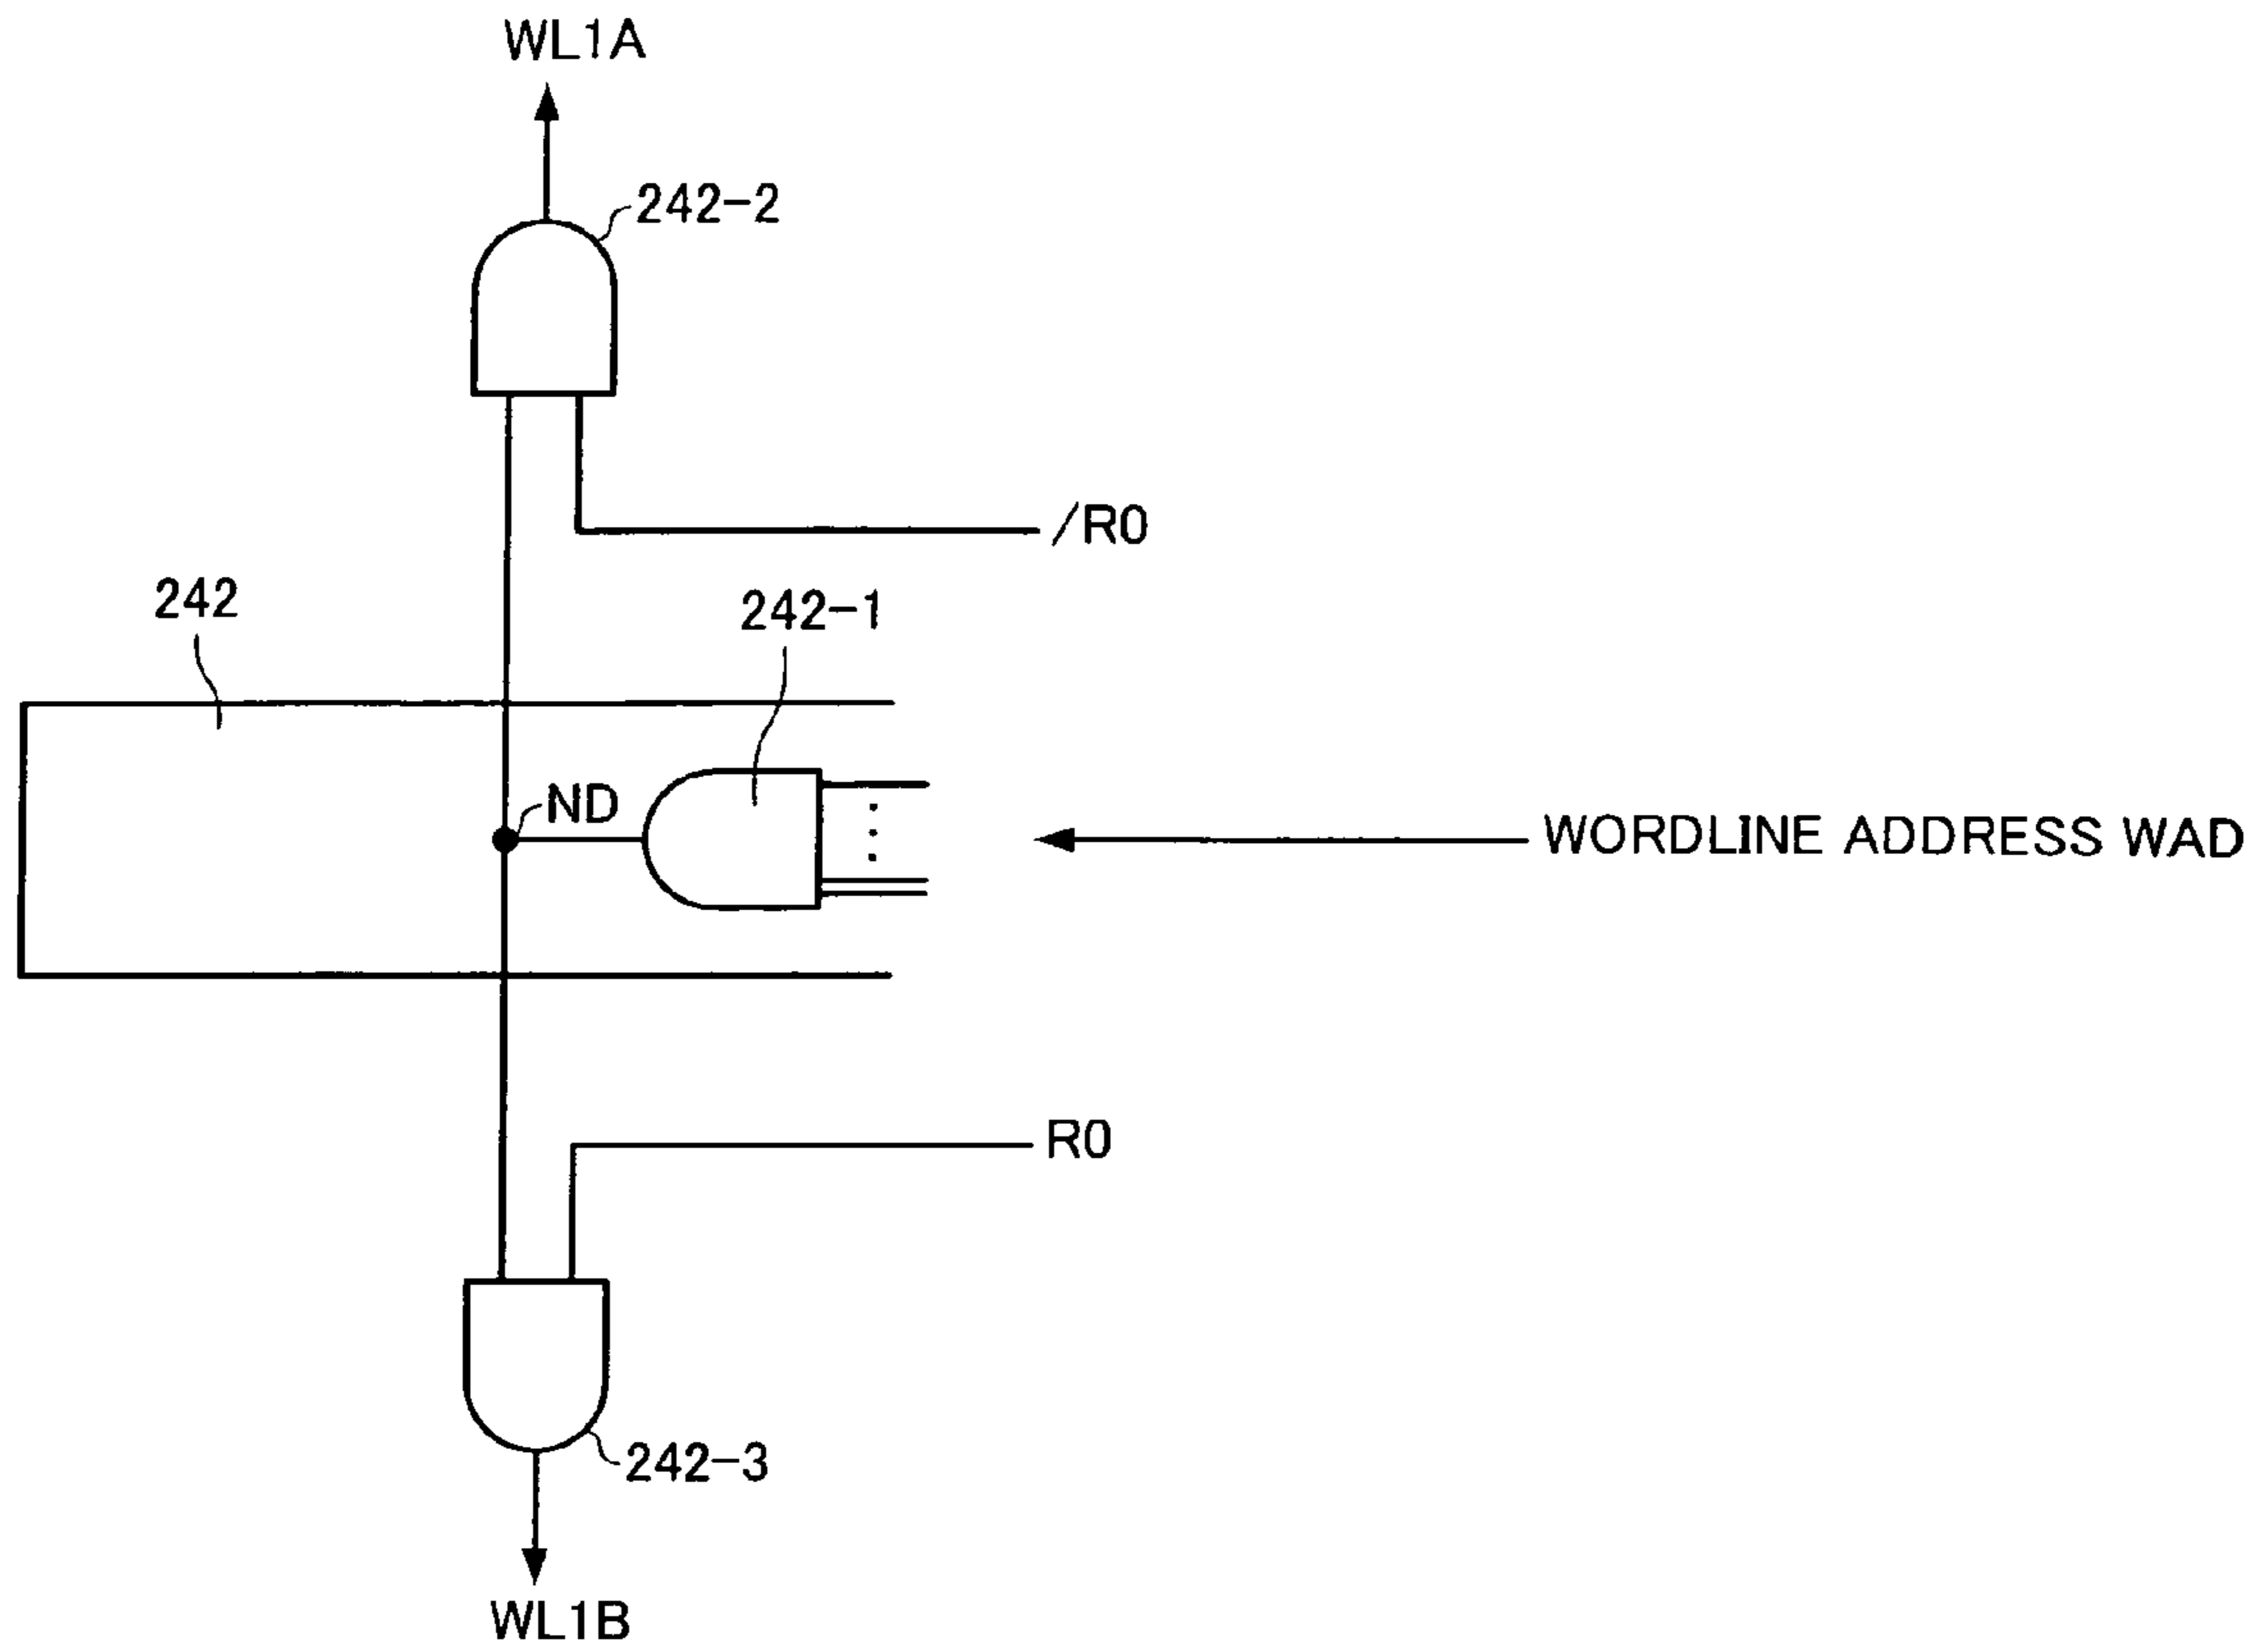 WL1A
242-2
/R0
242
242-1
ND
WORDLINE ADDRESS WAD
R0
242-3
WL1B